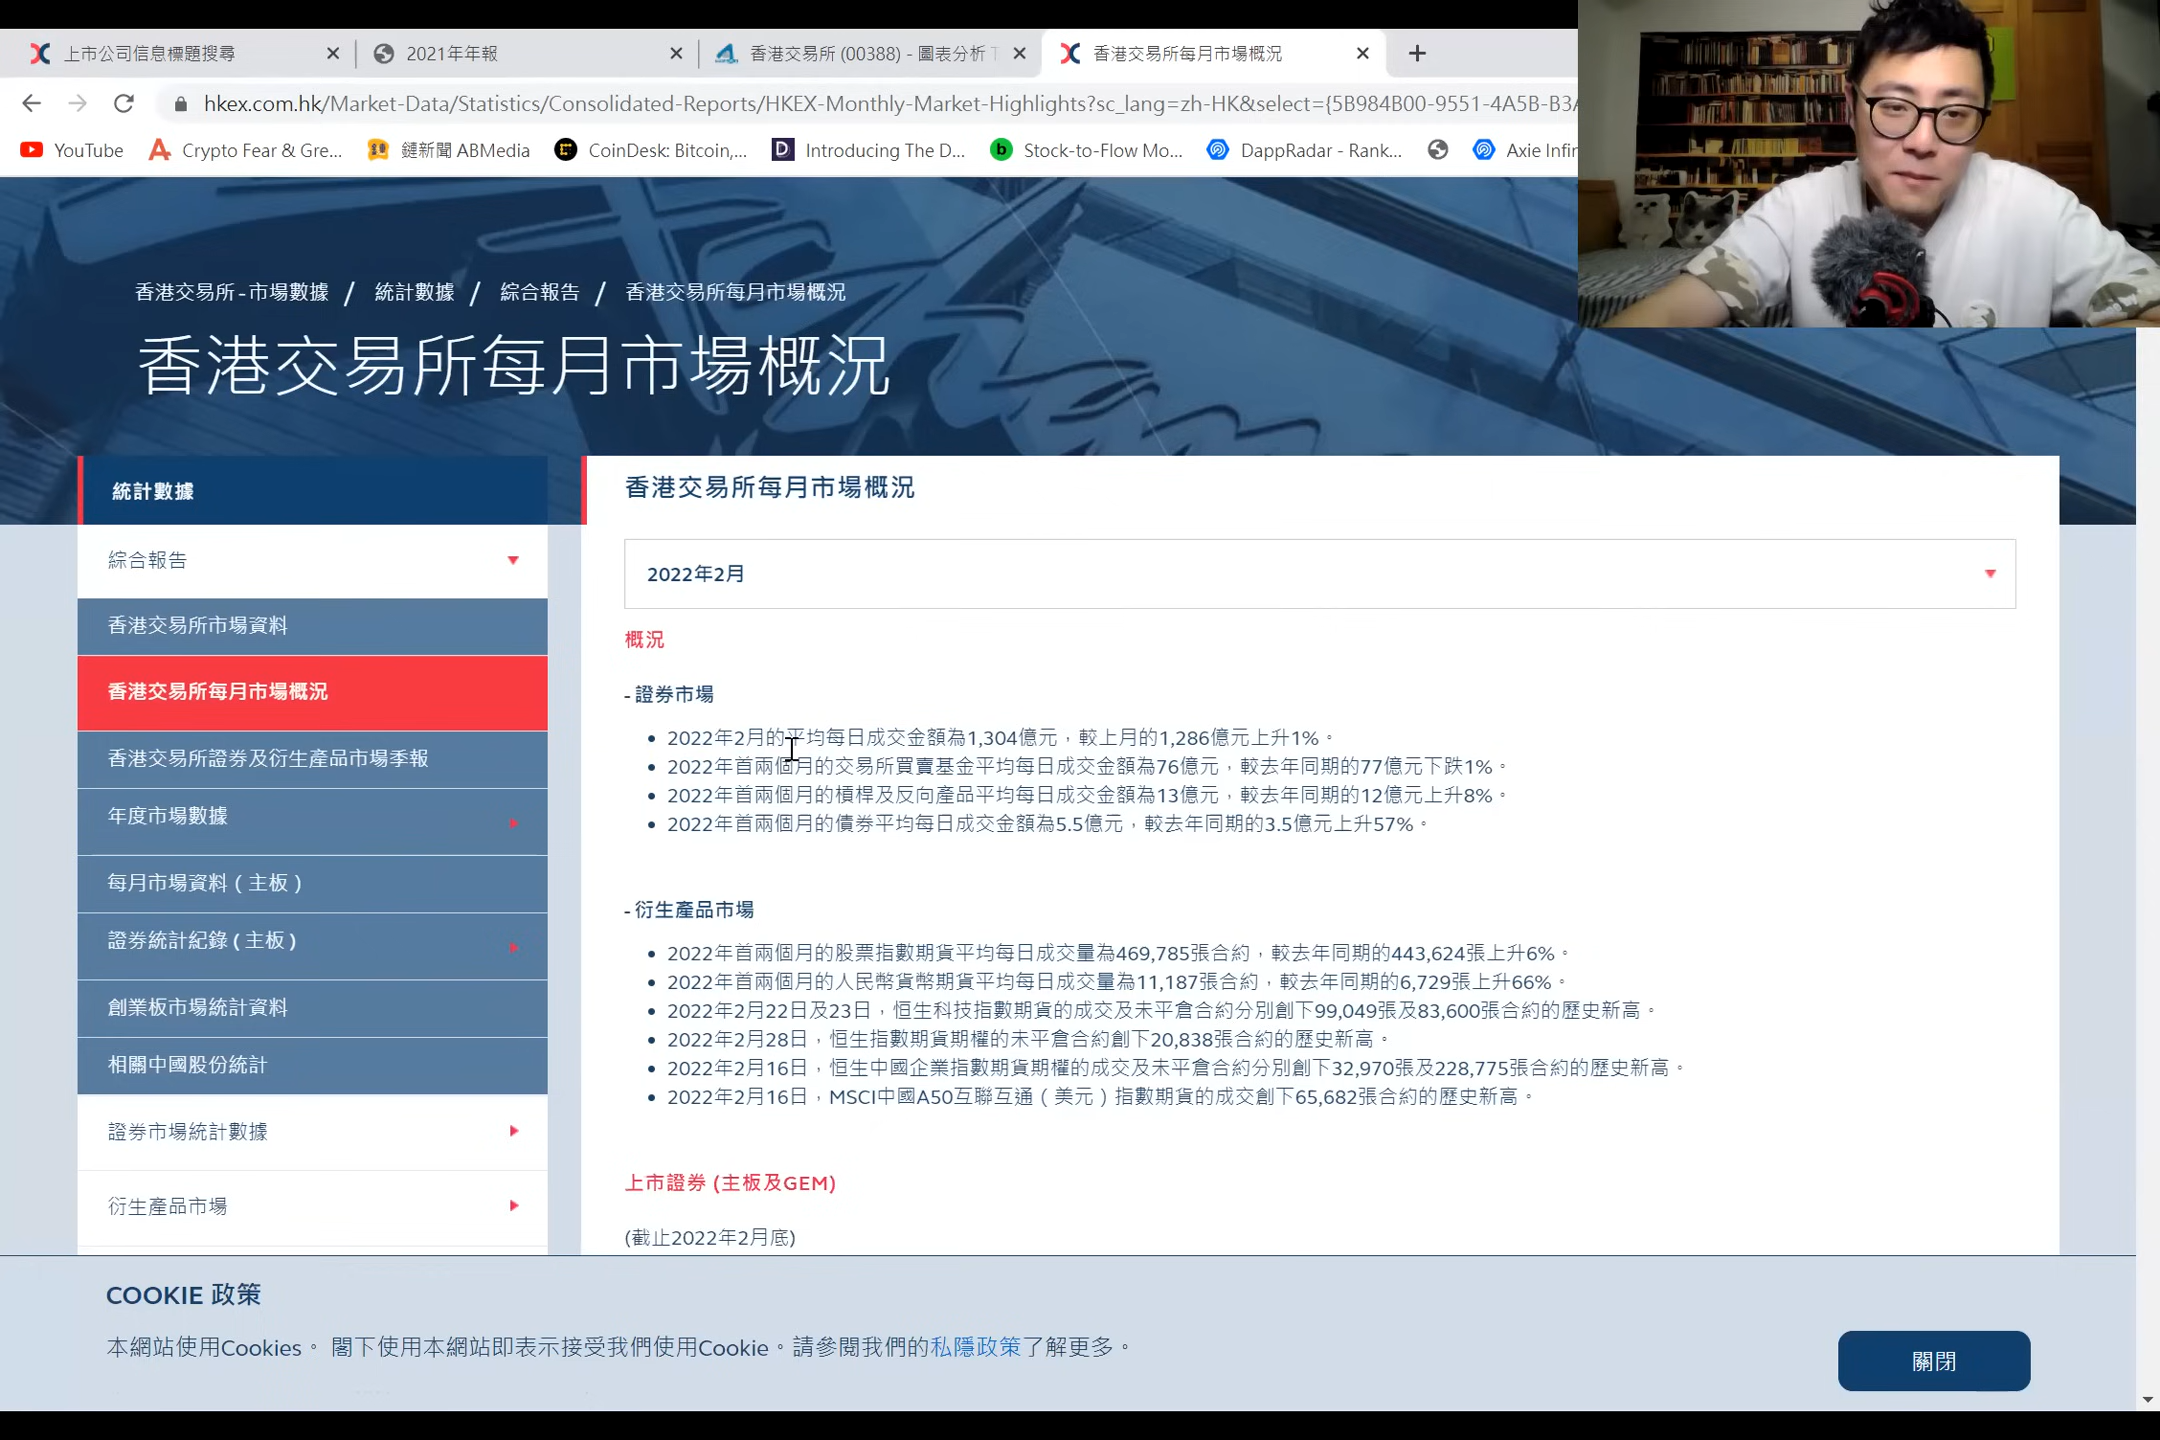 上市公司信息標題搜尋
2021年年報
香港交易所 (00388) - 圖表分析
香港交易所每月市場概況
hkex.com.hk/Market-Data/Statistics/Consolidated-Reports/HKEX-Monthly-Market-Highlights?sc_lang=zh-HK&select={5B984B00-9551-4A5B-B3A
YouTube
Crypto Fear & Gre...
鏈新聞 ABMedia
CoinDesk: Bitcoin,...
Introducing The D...
Stock-to-Flow Mo...
DappRadar - Rank...
Axie Infin
香港交易所-市場數據 / 統計數據 / 綜合報告 / 香港交易所每月市場概況
香港交易所每月市場概況
統計數據
綜合報告
香港交易所市場資料
香港交易所每月市場概況
香港交易所證券及衍生產品市場季報
年度市場數據
每月市場資料（主板）
證券統計紀錄 (主板)
創業板市場統計資料
相關中國股份統計
證券市場統計數據
衍生產品市場
香港交易所每月市場概況
2022年2月
概況
- 證券市場
2022年2月的平均每日成交金額為1,304億元，較上月的1,286億元上升1%。
2022年首兩個月的交易所買賣基金平均每日成交金額為76億元，較去年同期的77億元下跌1%。
2022年首兩個月的槓桿及反向產品平均每日成交金額為13億元，較去年同期的12億元上升8%。
2022年首兩個月的債券平均每日成交金額為5.5億元，較去年同期的3.5億元上升57%。
- 衍生產品市場
2022年首兩個月的股票指數期貨平均每日成交量為469,785張合約，較去年同期的443,624張上升6%。
2022年首兩個月的人民幣貨幣期貨平均每日成交量為11,187張合約，較去年同期的6,729張上升66%。
2022年2月22日及23日，恒生科技指數期貨的成交及未平倉合約分別創下99,049張及83,600張合約的歷史新高。
2022年2月28日，恒生指數期貨期權的未平倉合約創下20,838張合約的歷史新高。
2022年2月16日，恒生中國企業指數期貨期權的成交及未平倉合約分別創下32,970張及228,775張合約的歷史新高。
2022年2月16日，MSCI中國A50互聯互通（美元）指數期貨的成交創下65,682張合約的歷史新高。
上市證券 (主板及GEM)
(截止2022年2月底)
COOKIE 政策
本網站使用Cookies。 閣下使用本網站即表示接受我們使用Cookie。請參閱我們的私隱政策了解更多。
關閉